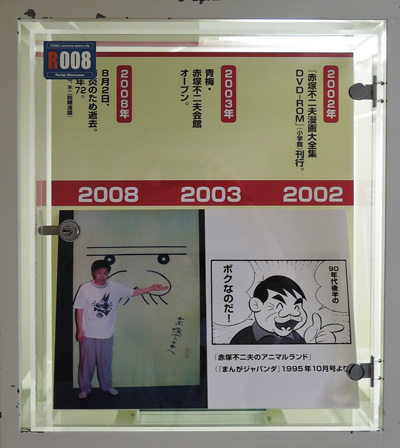 R008
Rental Showcase
2002年
『赤塚不二夫漫画大全集
DVD-ROM』(小学館)刊行。
2003年
青梅・
赤塚不二夫会館
オープン。
2008年
8月2日、
炎のため逝去。
年72。
2008
2003
2002
90年代後半の
ボクなのだ!
『赤塚不二夫のアニマルランド』
(『まんがジャパンダ』1995年10月号より